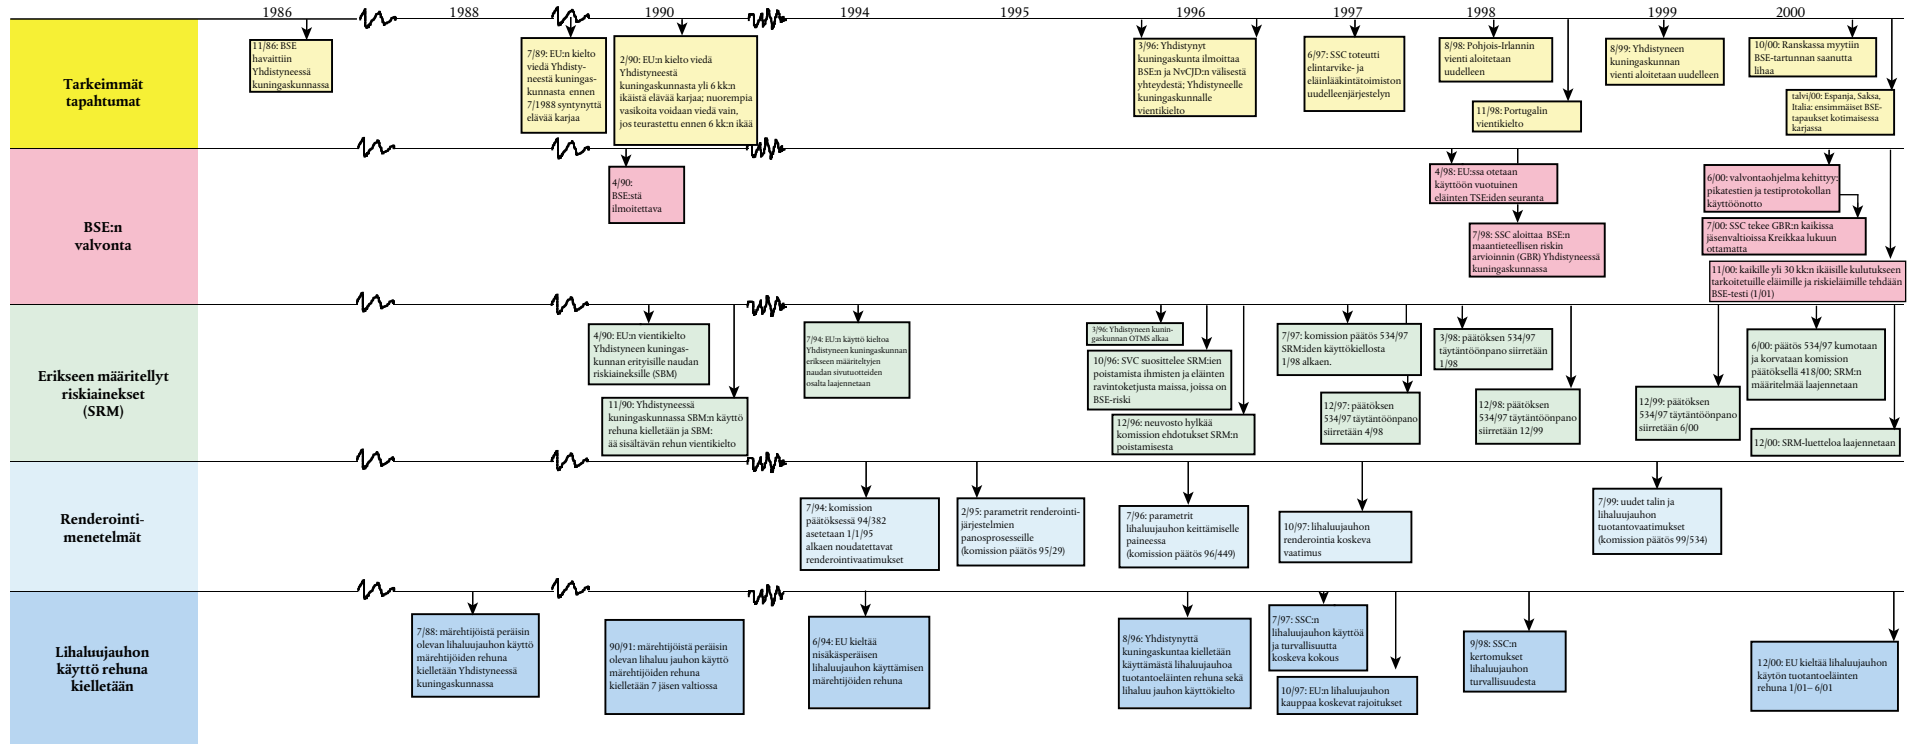 1986
1988
1990
1994
1995
1996
1997
1998
1999
2000
Tarkeimmät
tapahtumat
11/86: BSE
havaittiin
Yhdistyneessä
kuningaskunnassa
7/89: EU:n kielto
viedä Yhdisty-
neestä kuningas-
kunnasta ennen
7/1988 syntynyttä
elävää karjaa
2/90: EU:n kielto viedä
Yhdistyneestä
kuningaskunnasta yli 6 kk:n
ikäistä elävää karjaa; nuorempia
vasikoita voidaan viedä vain,
jos teurastettu ennen 6 kk:n ikää
3/96: Yhdistynyt
kuningaskunta ilmoittaa
BSE:n ja NvCJD:n välisestä
yhteydestä; Yhdistyneelle
kuningaskunnalle
vientikielto
6/97: SSC toteutti
elintarvike- ja
eläinlääkintätoimiston
uudelleenjärjestelyn
8/98: Pohjois-Irlannin
vienti aloitetaan
uudelleen
11/98: Portugalin
vientikielto
8/99: Yhdistyneen
kuningaskunnan
vienti aloitetaan uudelleen
10/00: Ranskassa myytiin
BSE-tartunnan saanutta
lihaa
talvi/00: Espanja, Saksa,
Italia: ensimmäiset BSE-
tapaukset kotimaisessa
karjassa
BSE:n
valvonta
4/90:
BSE:stä
ilmoitettava
4/98: EU:ssa otetaan
käyttöön vuotuinen
eläinten TSE:iden seuranta
7/98: SSC aloittaa BSE:n
maantieteellisen riskin
arvioinnin (GBR) Yhdistyneessä
kuningaskunnassa
6/00: valvontaohjelma kehittyy:
pikatestien ja testiprotokollan
käyttöönotto
7/00: SSC tekee GBR:n kaikissa
jäsenvaltioissa Kreikkaa lukuun
ottamatta
11/00: kaikille yli 30 kk:n ikäisille kulutukseen
tarkoitetuille eläimille ja riskieläimille tehdään
BSE-testi (1/01)
Erikseen määritellyt
riskiainekset
(SRM)
4/90: EU:n vientikielto
Yhdistyneen kuningas-
kunnan erityisille naudan
riskiaineksille (SBM)
11/90: Yhdistyneessä
kuningaskunnassa SBM:n käyttö
rehuna kielletään ja SBM:
ää sisältävän rehun vientikielto
7/94: EU:n käyttö kieltoa
Yhdistyneen kuningaskunnan
erikseen määriteltyjen
naudan sivutuotteiden
osalta laajennetaan
3/96: Yhdistyneen kunin-
gaskunnan OTMS alkaa
10/96: SVC suosittelee SRM:ien
poistamista ihmisten ja eläinten
ravintoketjusta maissa, joissa on
BSE-riski
12/96: neuvosto hylkää
komission ehdotukset SRM:n
poistamisesta
7/97: komission päätös 534/97
SRM:iden käyttökiellosta
1/98 alkaen.
12/97: päätöksen
534/97 täytäntöönpano
siirretään 4/98
3/98: päätöksen 534/97
täytäntöönpano siirretään
1/98
12/98: päätöksen
534/97 täytäntöönpano
siirretään 12/99
12/99: päätöksen
534/97 täytäntöönpano
siirretään 6/00
6/00: päätös 534/97 kumotaan
ja korvataan komission
päätöksellä 418/00; SRM:n
määritelmää laajennetaan
12/00: SRM-luetteloa laajennetaan
Renderointi-
menetelmät
7/94: komission
päätöksessä 94/382
asetetaan 1/1/95
alkaen noudatettavat
renderointivaatimukset
2/95: parametrit renderointi-
järjestelmien
panosprosesseille
(komission päätös 95/29)
7/96: parametrit
lihaluujauhon keittämiselle
paineessa
(komission päätös 96/449)
10/97: lihaluujauhon
renderointia koskeva
vaatimus
7/99: uudet talin ja
lihaluujauhon
tuotantovaatimukset
(komission päätös 99/534)
Lihaluujauhon
käyttö rehuna
kielletään
7/88: märehtijöistä peräisin
olevan lihaluujauhon käyttö
märehtijöiden rehuna
kielletään Yhdistyneessä
kuningaskunnassa
90/91: märehtijöistä peräisin
olevan lihaluu jauhon käyttö
märehtijöiden rehuna
kielletään 7 jäsen valtiossa
6/94: EU kieltää
nisäkäsperäisen
lihaluujauhon käyttämisen
märehtijöiden rehuna
8/96: Yhdistynyttä
kuningaskuntaa kielletään
käyttämästä lihaluujauhoa
tuotantoeläinten rehuna sekä
lihaluu jauhon käyttökielto
7/97: SSC:n
lihaluujauhon käyttöä
ja turvallisuutta
koskeva kokous
10/97: EU:n lihaluujauhon
kauppaa koskevat rajoitukset
9/98: SSC:n
kertomukset
lihaluujauhon
turvallisuudesta
12/00: EU kieltää lihaluujauhon
käytön tuotantoeläinten
rehuna 1/01– 6/01